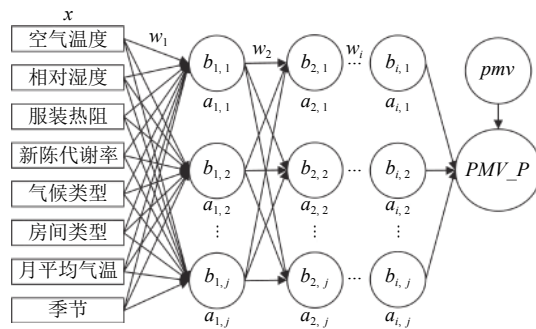 x
空气温度
相对湿度
服装热阻
新陈代谢率
气候类型
房间类型
月平均气温
季节
w₁
w₂
wᵢ
b₁, ₁
b₂, ₁
...
bᵢ, ₁
a₁, ₁
a₂, ₁
aᵢ, ₁
b₁, ₂
b₂, ₂
...
bᵢ, ₂
a₁, ₂
a₂, ₂
aᵢ, ₂
⋮
⋮
⋮
b₁, ⱼ
b₂, ⱼ
...
bᵢ, ⱼ
a₁, ⱼ
a₂, ⱼ
aᵢ, ⱼ
pmv
PMV_P